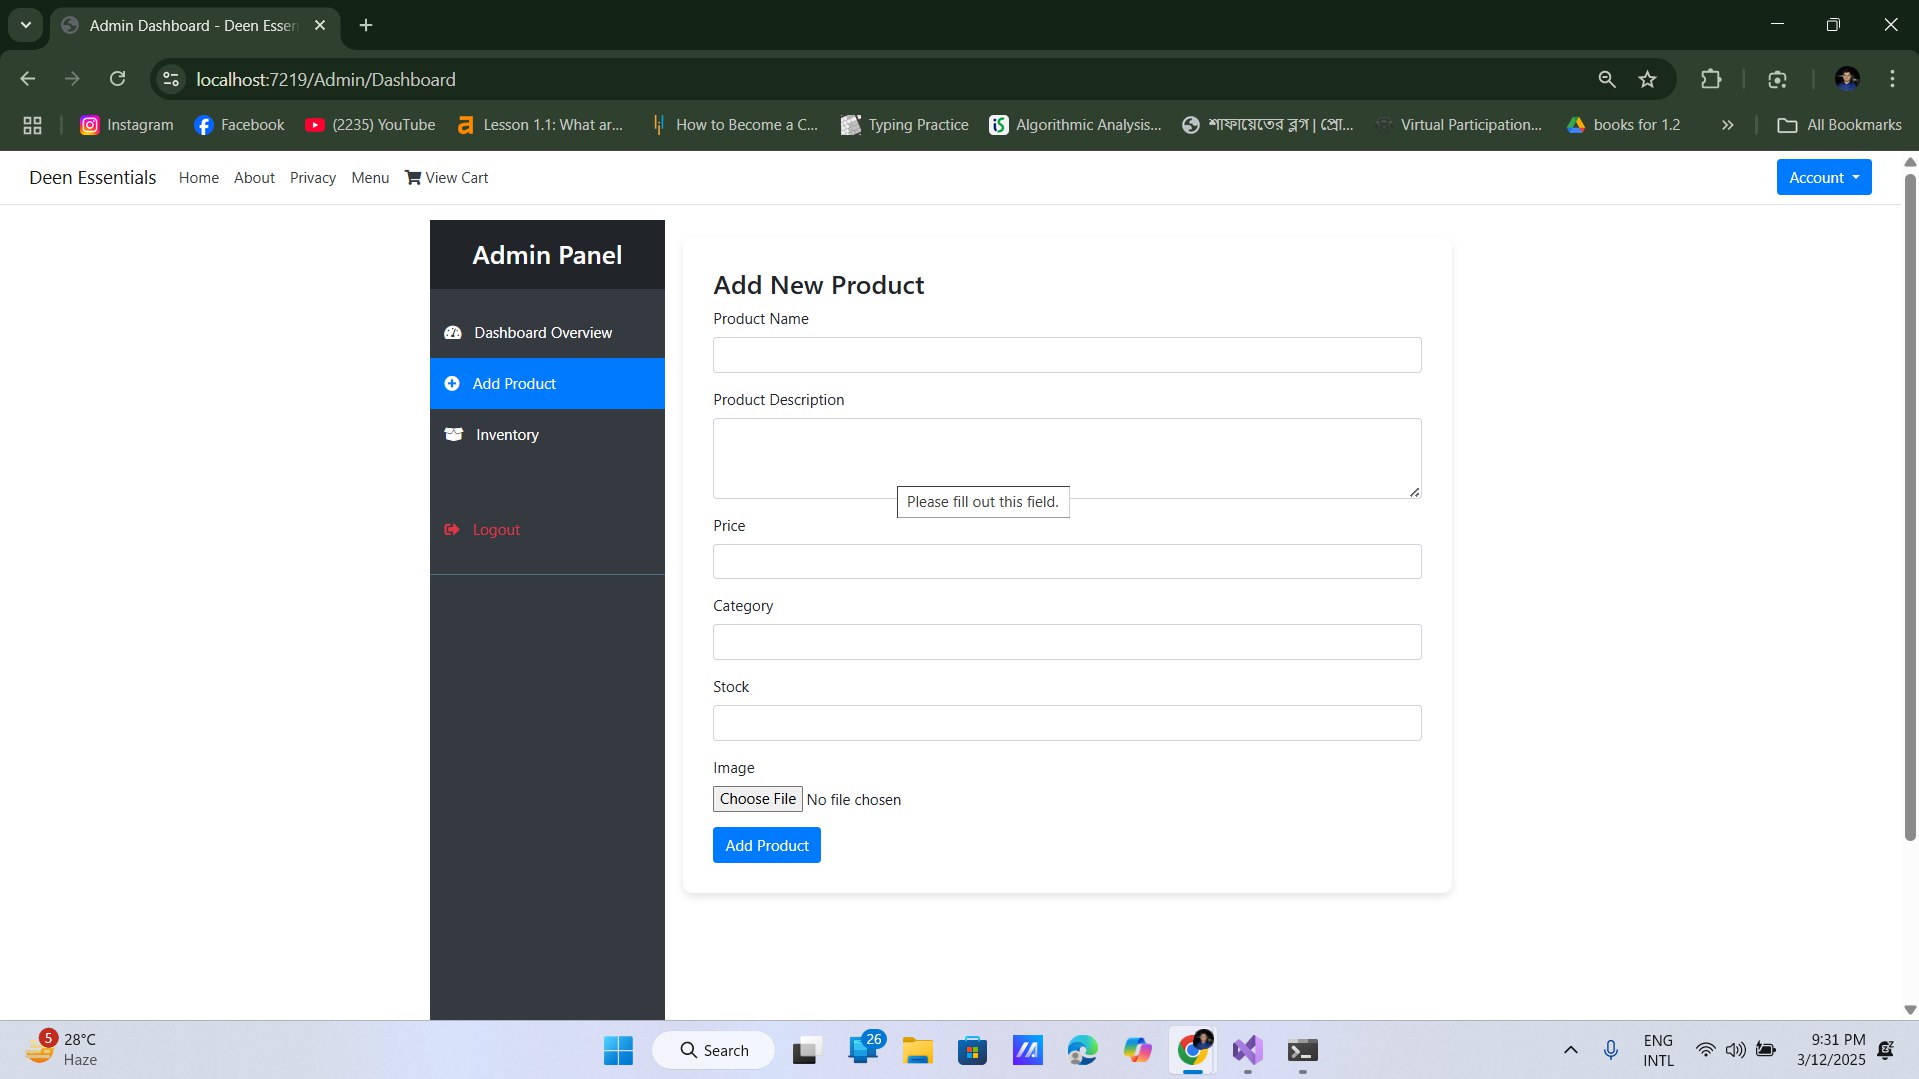 Admin Dashboard - Deen Essen
localhost:7219/Admin/Dashboard
Instagram
Facebook
(2235) YouTube
Lesson 1.1: What ar...
How to Become a C...
Typing Practice
Algorithmic Analysis...
শাফায়েতের ব্লগ | প্রো...
Virtual Participation...
books for 1.2
All Bookmarks
Deen Essentials
Home
About
Privacy
Menu
View Cart
Account
Admin Panel
Dashboard Overview
Add Product
Inventory
Logout
Add New Product
Product Name
Product Description
Please fill out this field.
Price
Category
Stock
Image
Choose File No file chosen
Add Product
5
28°C
Haze
Search
26
ENG
INTL
9:31 PM
3/12/2025